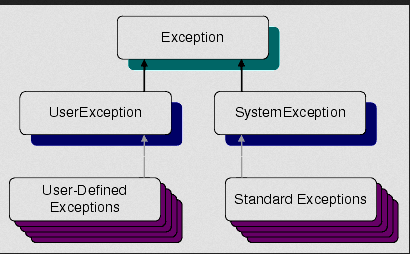 Exception
UserException
SystemException
User-Defined
Exceptions
Standard Exceptions